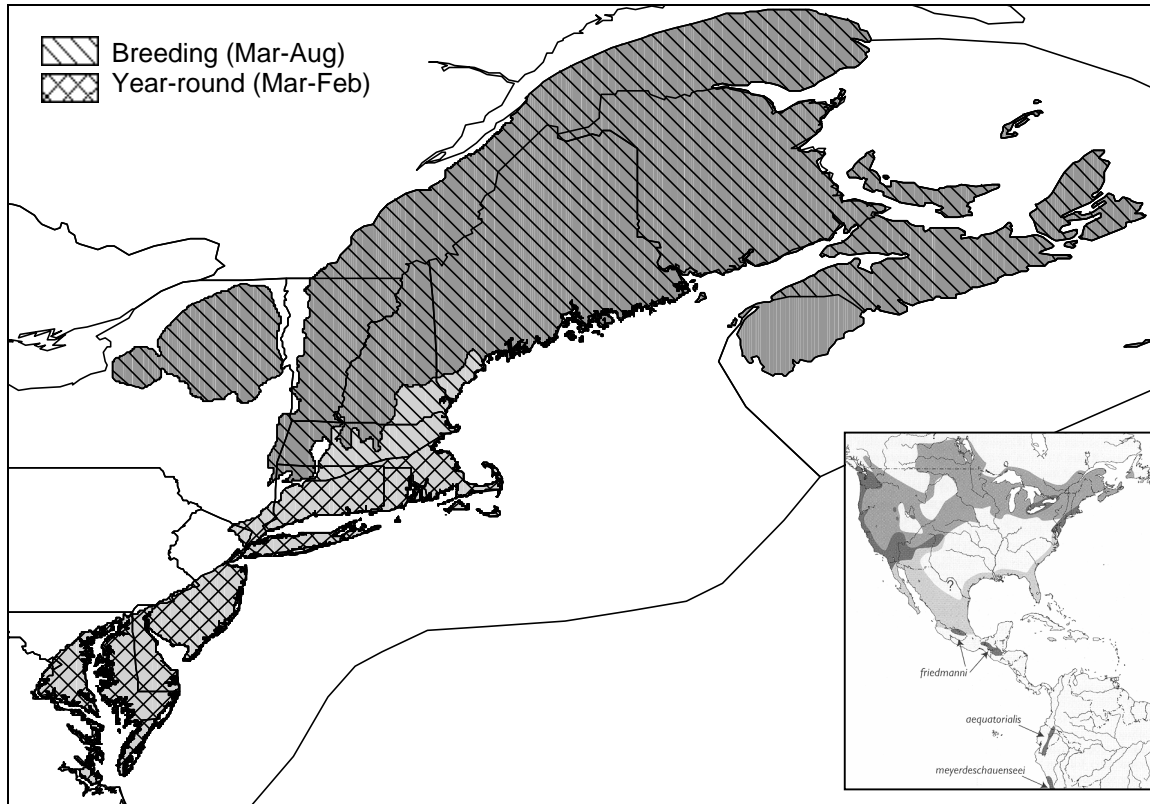 Breeding (Mar-Aug)
Year-round (Mar-Feb)
?
friedmanni
aequatorialis
meyerdeschauenseei